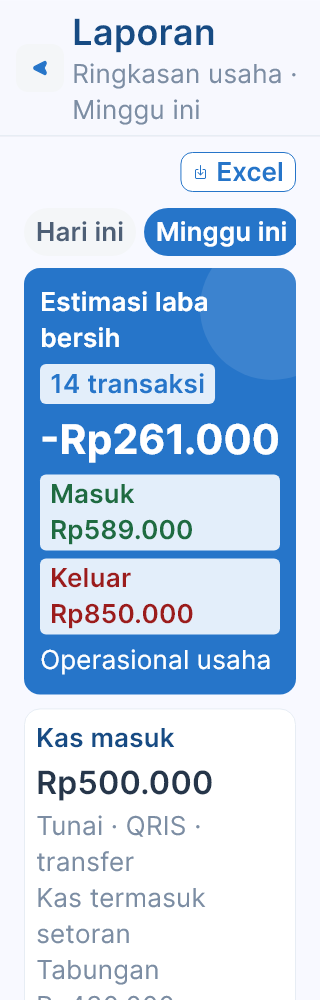 Laporan
Ringkasan usaha ·
Minggu ini
Excel
Hari ini
Minggu ini
Estimasi laba
bersih
14 transaksi
-Rp261.000
Masuk
Rp589.000
Keluar
Rp850.000
Operasional usaha
Kas masuk
Rp500.000
Tunai · QRIS ·
transfer
Kas termasuk
setoran
Tabungan